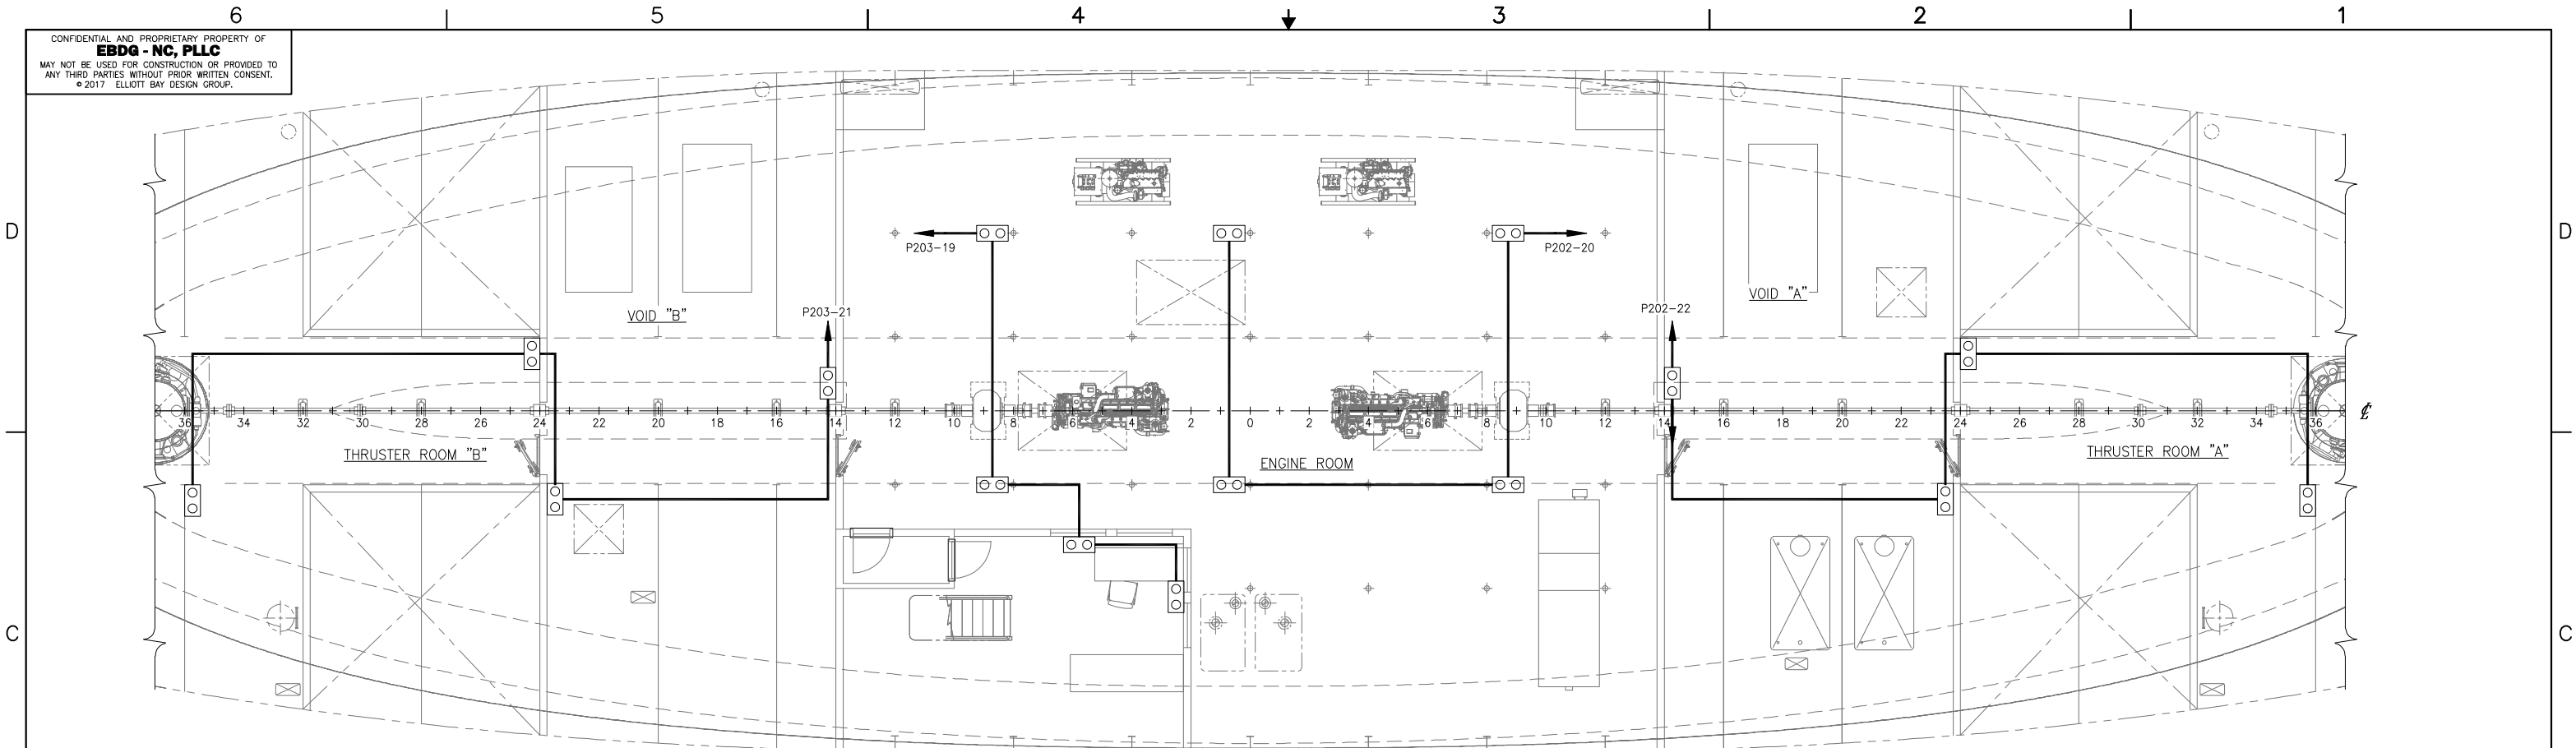 6 5 4 3 2 1
CONFIDENTIAL AND PROPRIETARY PROPERTY OF
EBDG - NC, PLLC
MAY NOT BE USED FOR CONSTRUCTION OR PROVIDED TO
ANY THIRD PARTIES WITHOUT PRIOR WRITTEN CONSENT.
© 2017 ELLIOTT BAY DESIGN GROUP.
D D
P203-19 P202-20
VOID "A"
VOID "B" P203-21 P202-22
36 34 32 30 28 26 24 22 20 18 16 14 12 10 8 6 4 2 0 2 4 6 8 10 12 14 16 18 20 22 24 26 28 30 32 34 36 ℄
THRUSTER ROOM "B" ENGINE ROOM THRUSTER ROOM "A"
C C